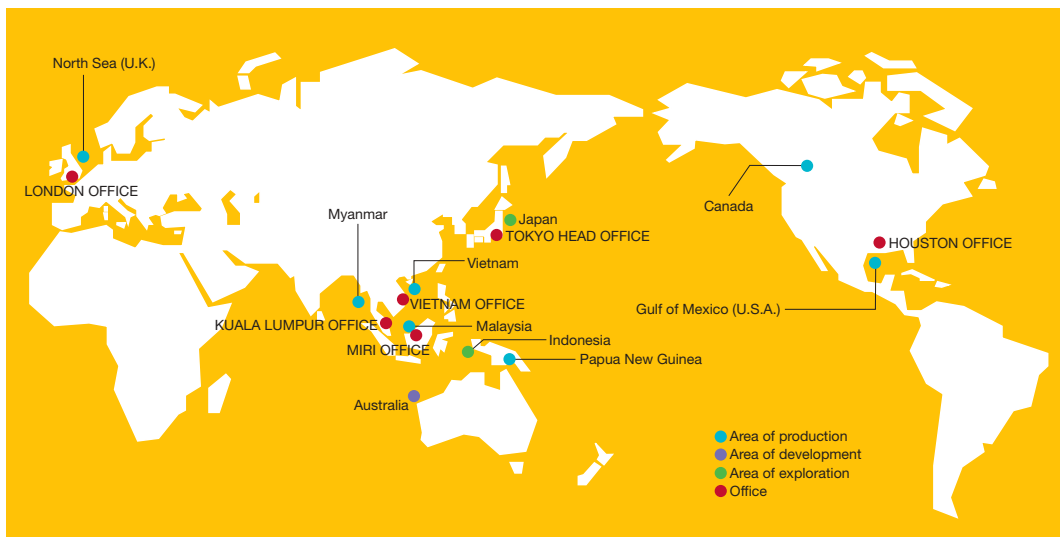 North Sea (U.K.)
LONDON OFFICE
Myanmar
Japan
TOKYO HEAD OFFICE
Vietnam
VIETNAM OFFICE
KUALA LUMPUR OFFICE
Malaysia
MIRI OFFICE
Indonesia
Papua New Guinea
Australia
Canada
HOUSTON OFFICE
Gulf of Mexico (U.S.A.)
Area of production
Area of development
Area of exploration
Office